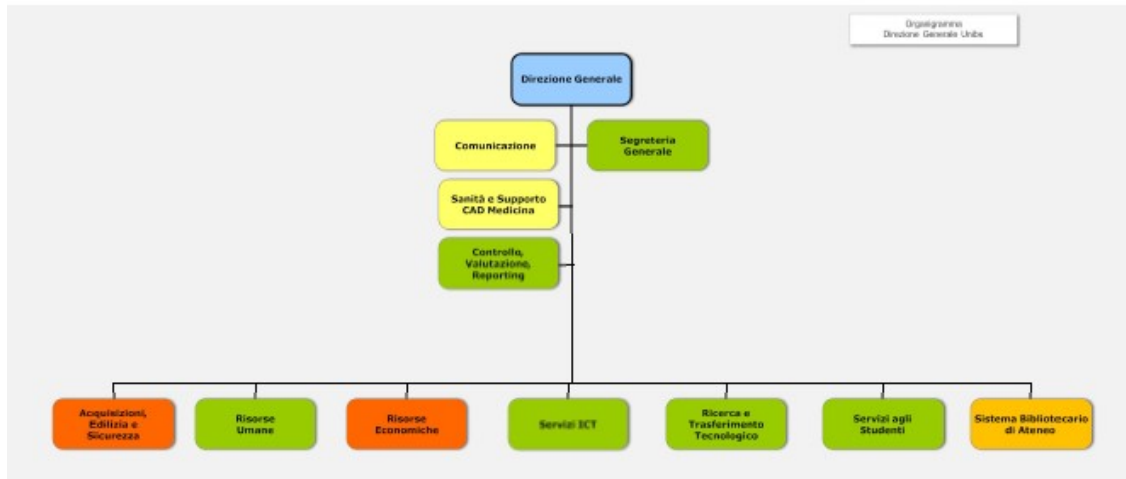 Organigramma
Direzione Generale Unibs
Direzione Generale
Comunicazione
Segreteria
Generale
Sanità e Supporto
CAD Medicina
Controllo,
Valutazione,
Reporting
Acquisizioni,
Edilizia e
Sicurezza
Risorse
Umane
Risorse
Economiche
Servizi ICT
Ricerca e
Trasferimento
Tecnologico
Servizi agli
Studenti
Sistema Bibliotecario
di Ateneo